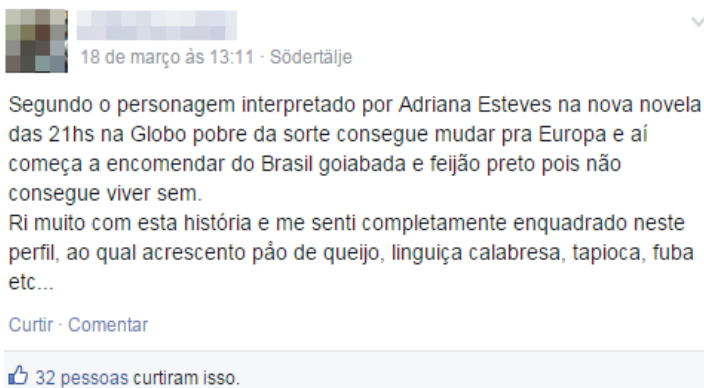 18 de março às 13:11 · Södertälje
Segundo o personagem interpretado por Adriana Esteves na nova novela
das 21hs na Globo pobre da sorte consegue mudar pra Europa e aí
começa a encomendar do Brasil goiabada e feijão preto pois não
consegue viver sem.
Ri muito com esta história e me senti completamente enquadrado neste
perfil, ao qual acrescento påo de queijo, linguiça calabresa, tapioca, fuba
etc...
Curtir · Comentar
32 pessoas curtiram isso.